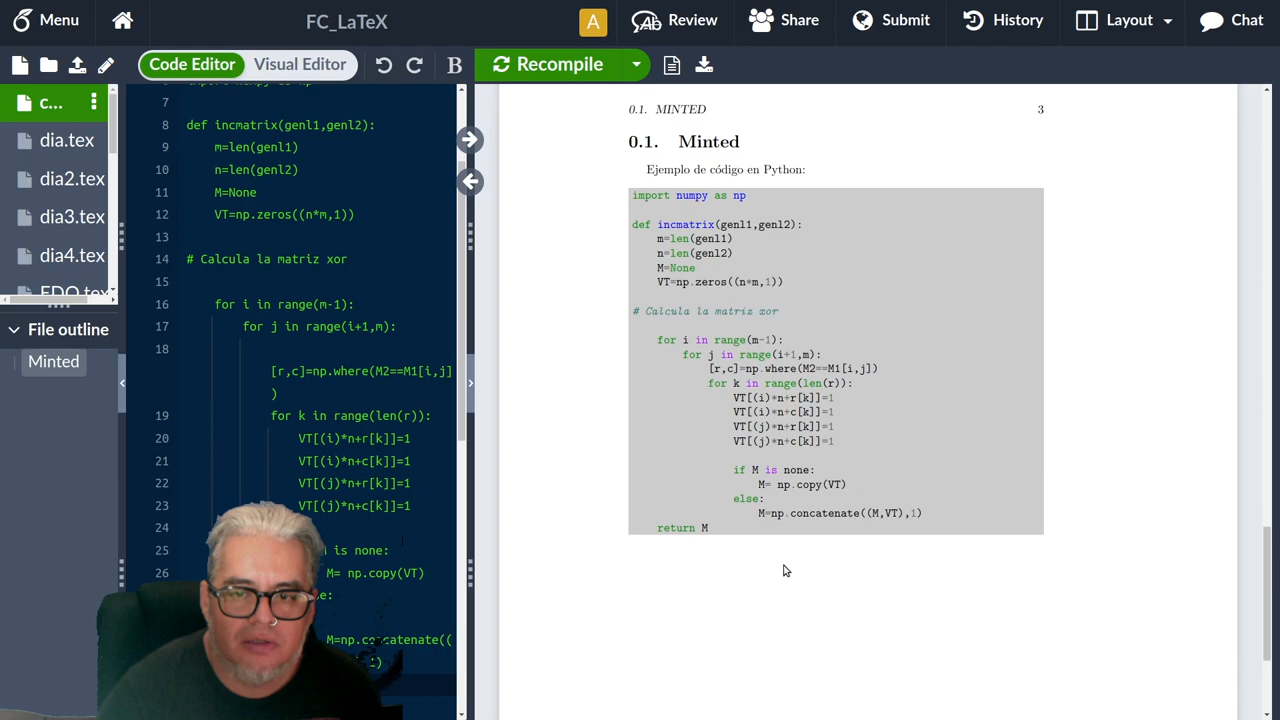 Menu
FC_LaTeX
A
Review
Share
Submit
History
Layout
Chat
Code Editor
Visual Editor
B
Recompile
c...
dia.tex
dia2.tex
dia3.tex
dia4.tex
File outline
Minted
7
8 def incmatrix(genl1,genl2):
9 m=len(genl1)
10 n=len(genl2)
11 M=None
12 VT=np.zeros((n*m,1))
13
14 # Calcula la matriz xor
15
16 for i in range(m-1):
17 for j in range(i+1,m):
18
[r,c]=np.where(M2==M1[i,j]
)
19 for k in range(len(r)):
20 VT[(i)*n+r[k]]=1
21 VT[(i)*n+c[k]]=1
22 VT[(j)*n+r[k]]=1
23 VT[(j)*n+c[k]]=1
24
25 is none:
26 M= np.copy(VT)
M=np.concatenate((
0.1. MINTED 3
0.1. Minted
Ejemplo de código en Python:
import numpy as np
def incmatrix(genl1,genl2):
m=len(genl1)
n=len(genl2)
M=None
VT=np.zeros((n*m,1))
# Calcula la matriz xor
for i in range(m-1):
for j in range(i+1,m):
[r,c]=np.where(M2==M1[i,j])
for k in range(len(r)):
VT[(i)*n+r[k]]=1
VT[(i)*n+c[k]]=1
VT[(j)*n+r[k]]=1
VT[(j)*n+c[k]]=1
if M is none:
M= np.copy(VT)
else:
M=np.concatenate((M,VT),1)
return M